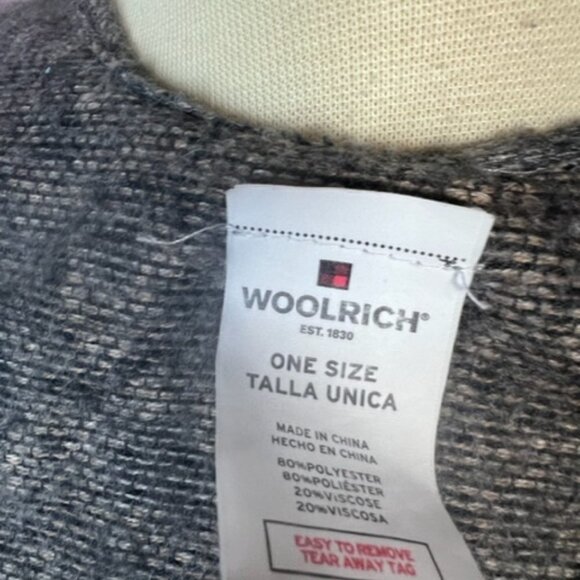 WOOLRICH®
EST. 1830
ONE SIZE
TALLA UNICA
MADE IN CHINA
HECHO EN CHINA
80%POLYESTER
80%POLIÉSTER
20%VISCOSE
20%VISCOSA
EASY TO REMOVE
TEAR AWAY TAG